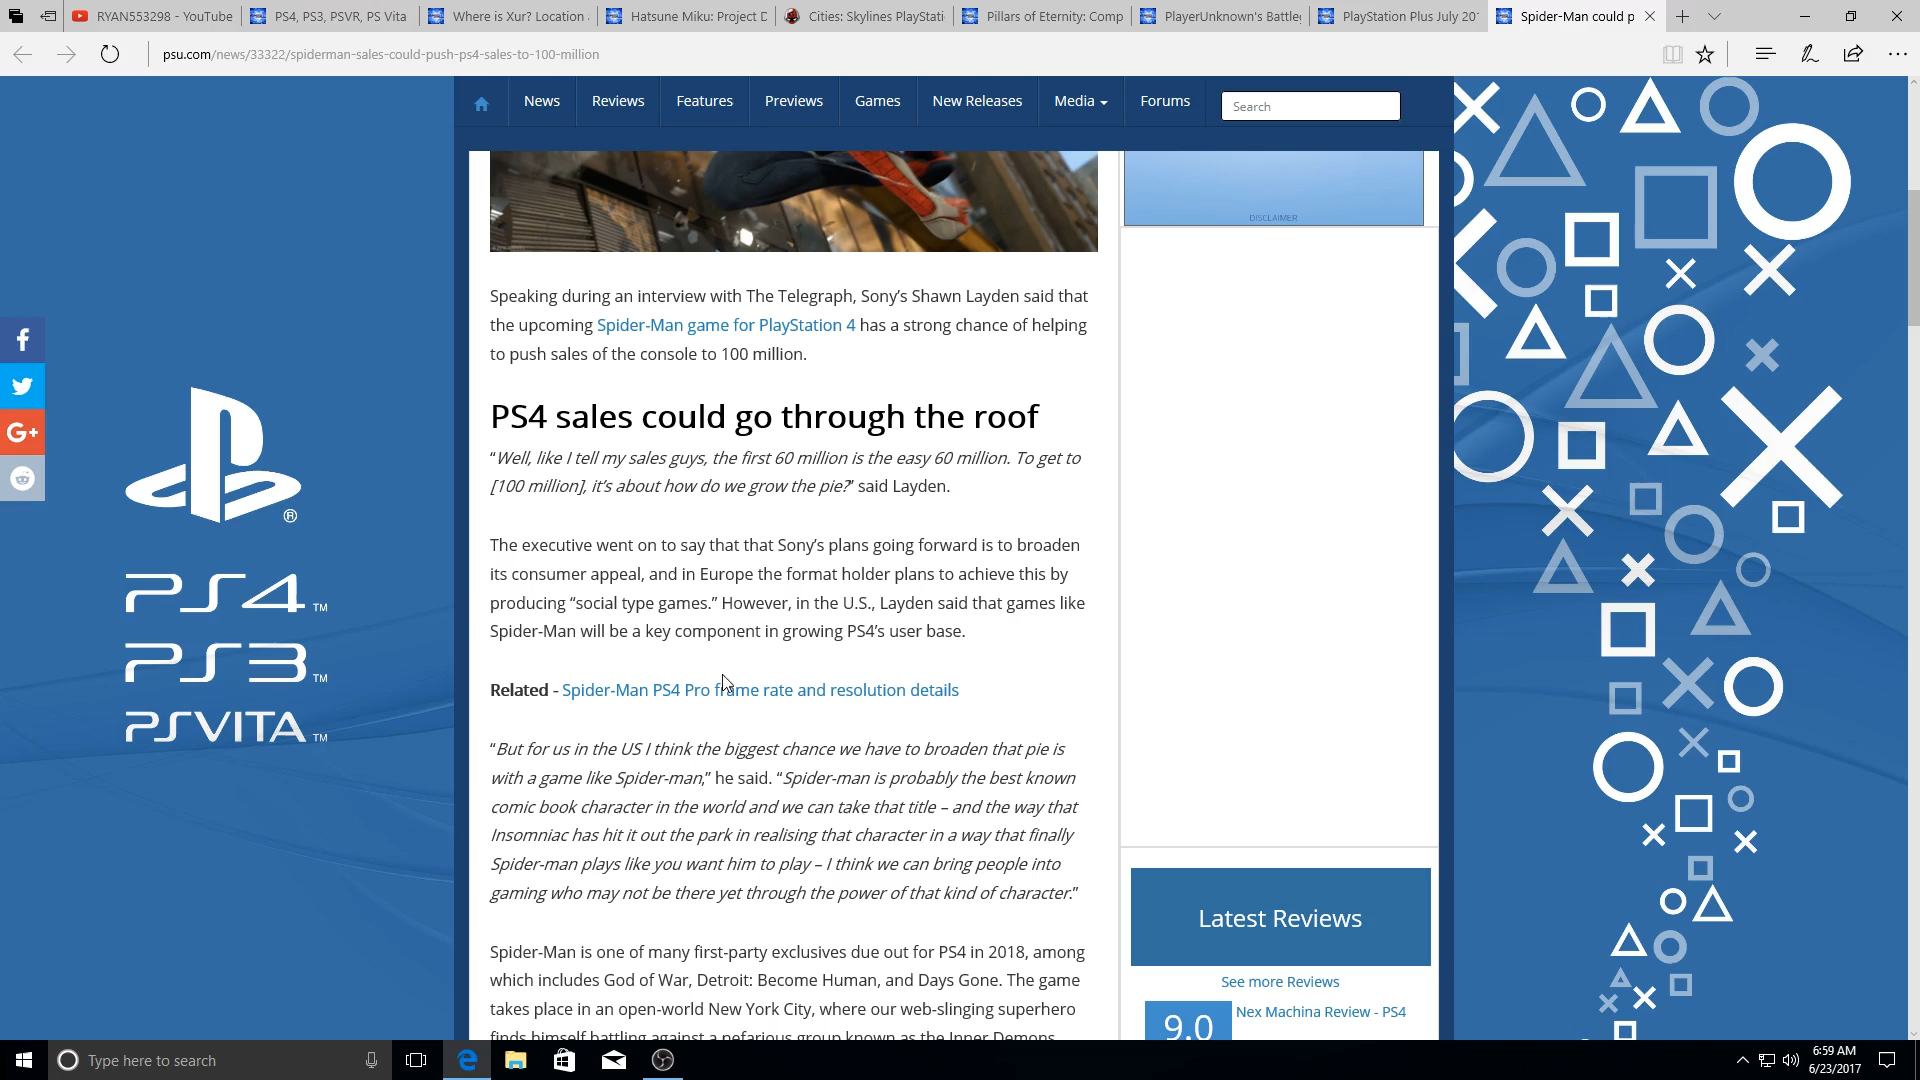 RYAN553298 - YouTube
PS4, PS3, PSVR, PS Vita
Where is Xur? Location
Hatsune Miku: Project D
Cities: Skylines PlayStati
Pillars of Eternity: Comp
PlayerUnknown's Battleg
PlayStation Plus July 201
Spider-Man could p
psu.com/news/33322/spiderman-sales-could-push-ps4-sales-to-100-million
News
Reviews
Features
Previews
Games
New Releases
Media
Forums
Search
DISCLAIMER
Speaking during an interview with The Telegraph, Sony’s Shawn Layden said that
the upcoming Spider-Man game for PlayStation 4 has a strong chance of helping
to push sales of the console to 100 million.
PS4 sales could go through the roof
“Well, like I tell my sales guys, the first 60 million is the easy 60 million. To get to
[100 million], it’s about how do we grow the pie?” said Layden.
The executive went on to say that that Sony’s plans going forward is to broaden
its consumer appeal, and in Europe the format holder plans to achieve this by
producing “social type games.” However, in the U.S., Layden said that games like
Spider-Man will be a key component in growing PS4’s user base.
Related - Spider-Man PS4 Pro frame rate and resolution details
“But for us in the US I think the biggest chance we have to broaden that pie is
with a game like Spider-man,” he said. “Spider-man is probably the best known
comic book character in the world and we can take that title – and the way that
Insomniac has hit it out the park in realising that character in a way that finally
Spider-man plays like you want him to play – I think we can bring people into
gaming who may not be there yet through the power of that kind of character.”
Spider-Man is one of many first-party exclusives due out for PS4 in 2018, among
which includes God of War, Detroit: Become Human, and Days Gone. The game
takes place in an open-world New York City, where our web-slinging superhero
finds himself battling against a nefarious group known as the Inner Demons.
G+
®
PS4 TM
PS3 TM
PSVITA TM
Latest Reviews
See more Reviews
9.0
Nex Machina Review - PS4
Type here to search
6:59 AM
6/23/2017